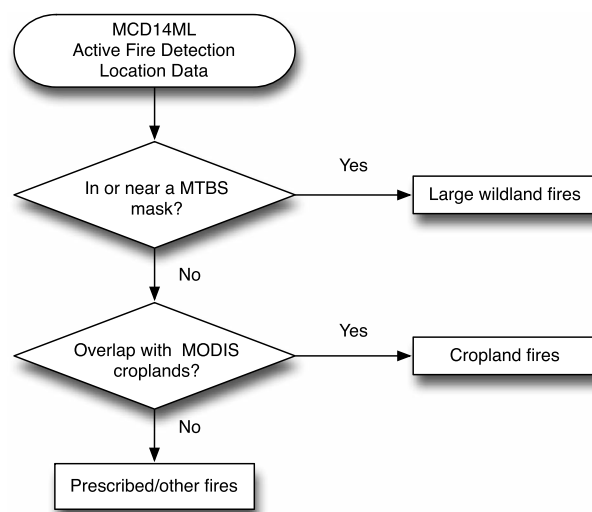 MCD14ML
Active Fire Detection
Location Data
In or near a MTBS
mask?
Yes
Large wildland fires
No
Overlap with MODIS
croplands?
Yes
Cropland fires
No
Prescribed/other fires